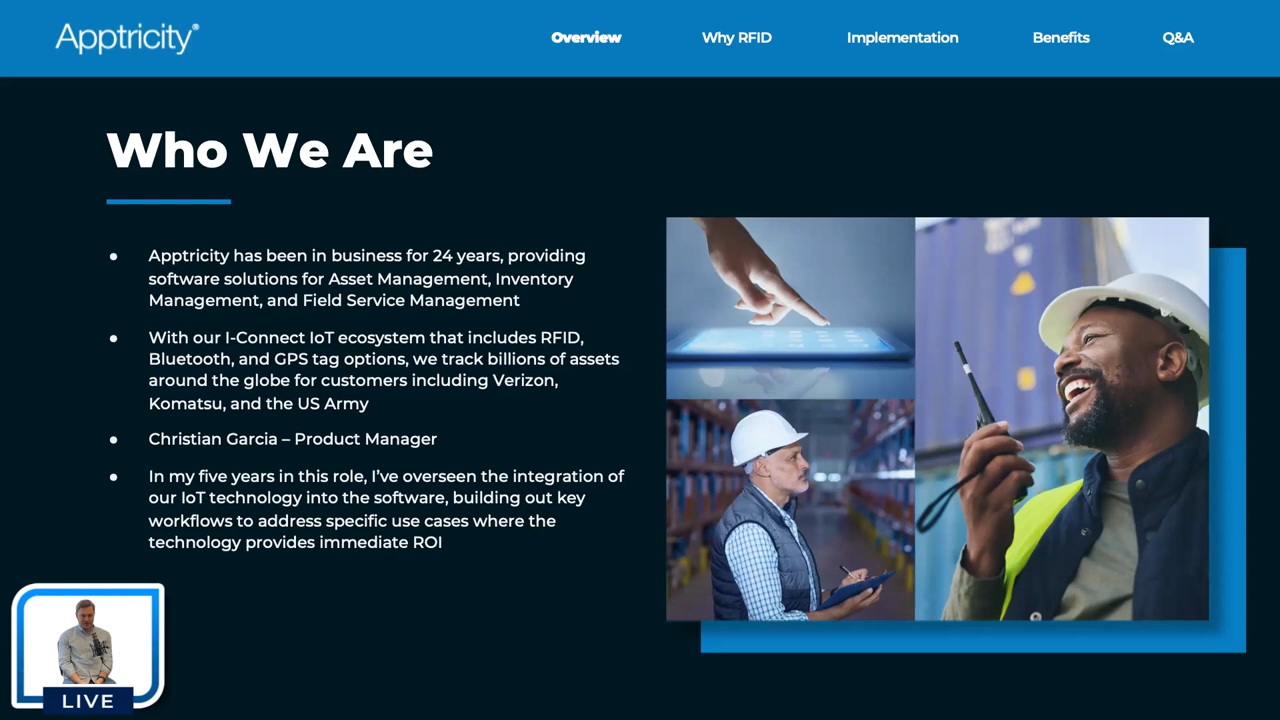 Apptricity®
Overview
Why RFID
Implementation
Benefits
Q&A
Who We Are
● Apptricity has been in business for 24 years, providing
software solutions for Asset Management, Inventory
Management, and Field Service Management
● With our I-Connect IoT ecosystem that includes RFID,
Bluetooth, and GPS tag options, we track billions of assets
around the globe for customers including Verizon,
Komatsu, and the US Army
● Christian Garcia – Product Manager
● In my five years in this role, I’ve overseen the integration of
our IoT technology into the software, building out key
workflows to address specific use cases where the
technology provides immediate ROI
LIVE